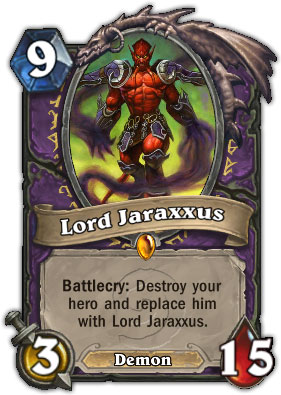 9
Lord Jaraxxus
Battlecry: Destroy your
hero and replace him
with Lord Jaraxxus.
3
Demon
15